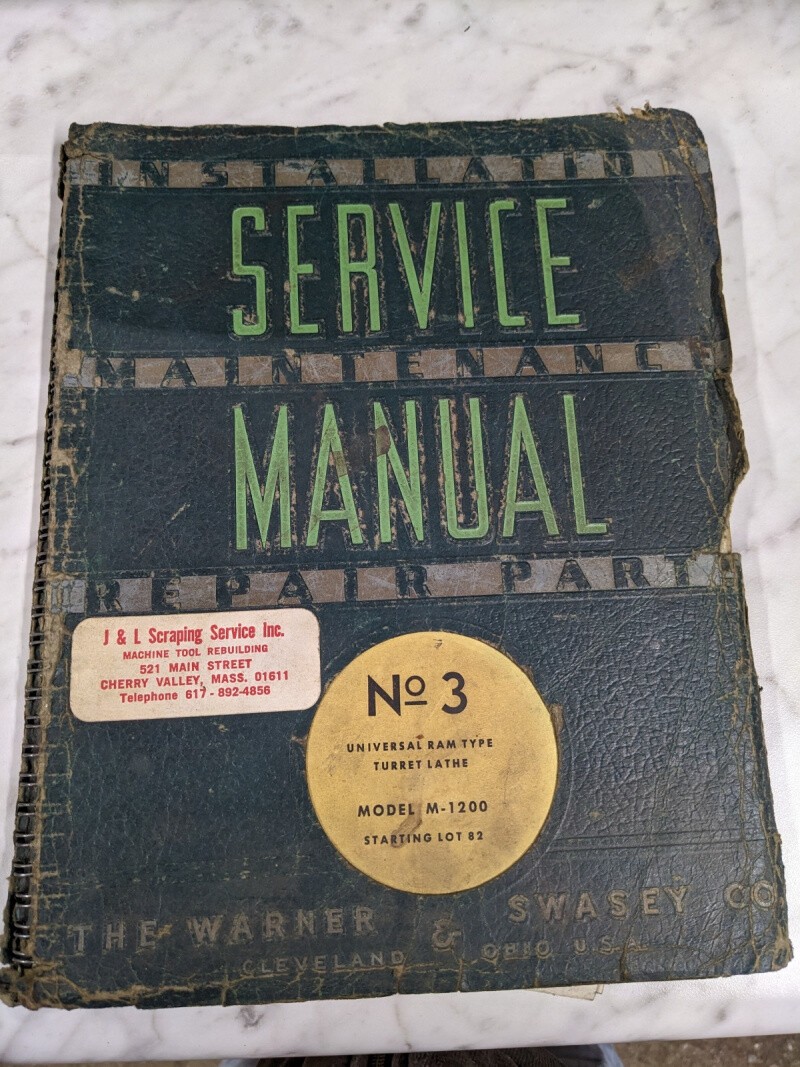 INSTALLATION
SERVICE
MAINTENANCE
MANUAL
REPAIR PART
J & L Scraping Service Inc.
MACHINE TOOL REBUILDING
521 MAIN STREET
CHERRY VALLEY, MASS. 01611
Telephone 617-892-4856
No 3
UNIVERSAL RAM TYPE
TURRET LATHE
MODEL M-1200
STARTING LOT 82
THE WARNER & SWASEY CO
CLEVELAND OHIO U.S.A.